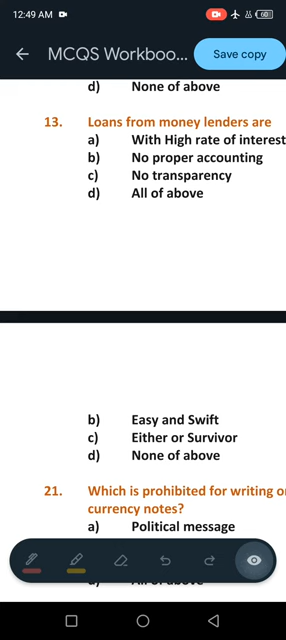 12:49 AM
60
MCQS Workboo...
Save copy
d) None of above
13. Loans from money lenders are
a) With High rate of interest
b) No proper accounting
c) No transparency
d) All of above
b) Easy and Swift
c) Either or Survivor
d) None of above
21. Which is prohibited for writing o
currency notes?
a) Political message